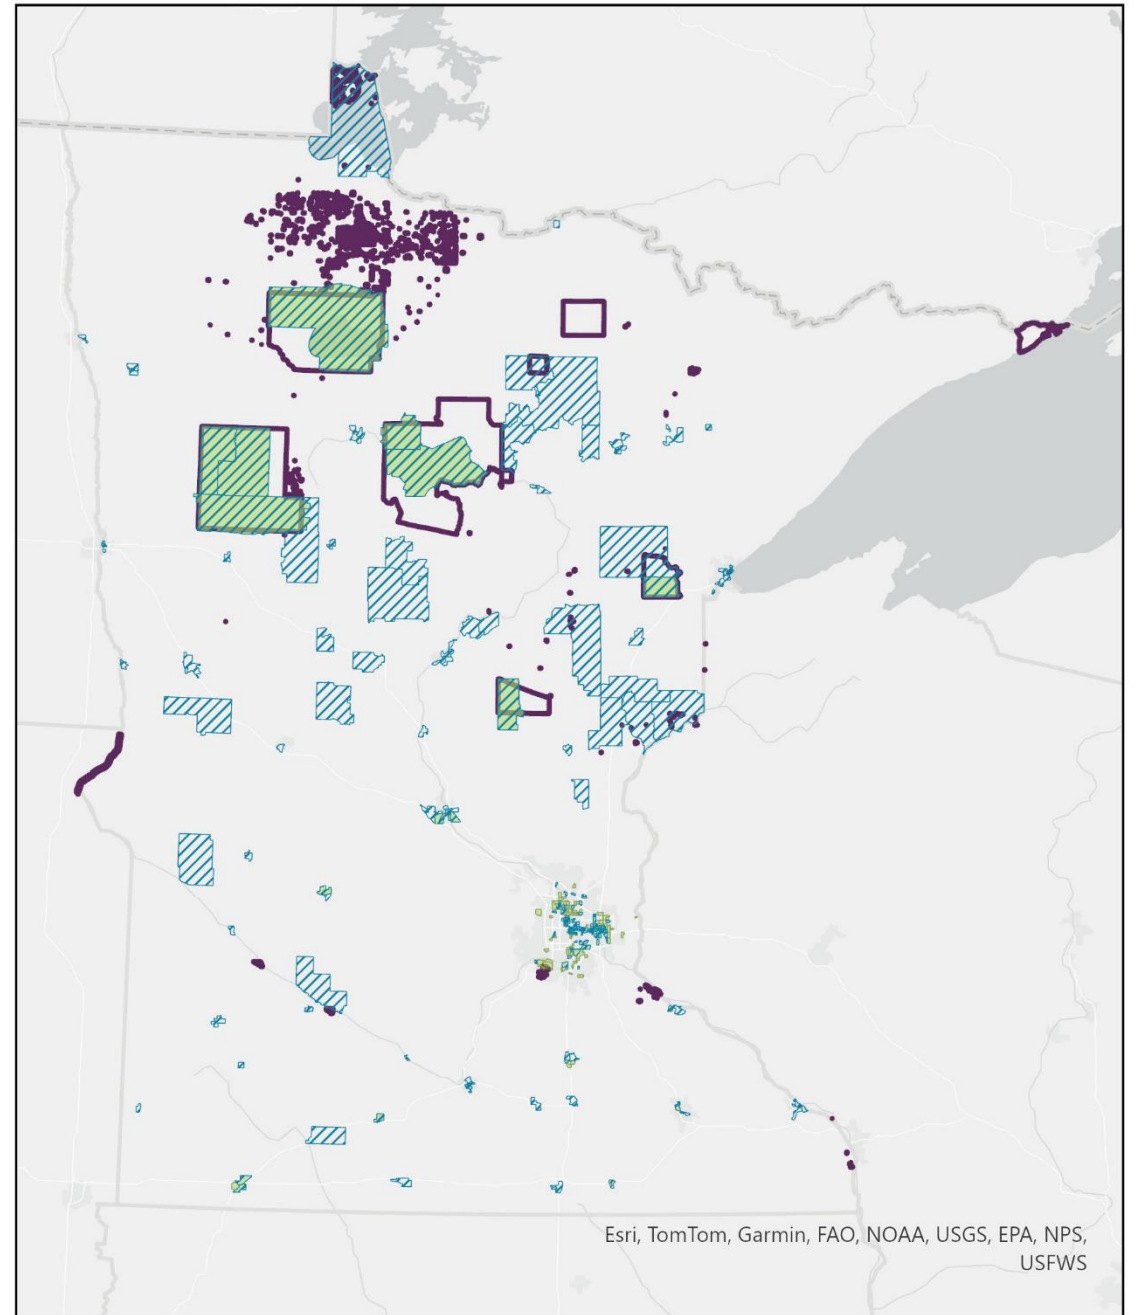 Esri, TomTom, Garmin, FAO, NOAA, USGS, EPA, NPS,
USFWS